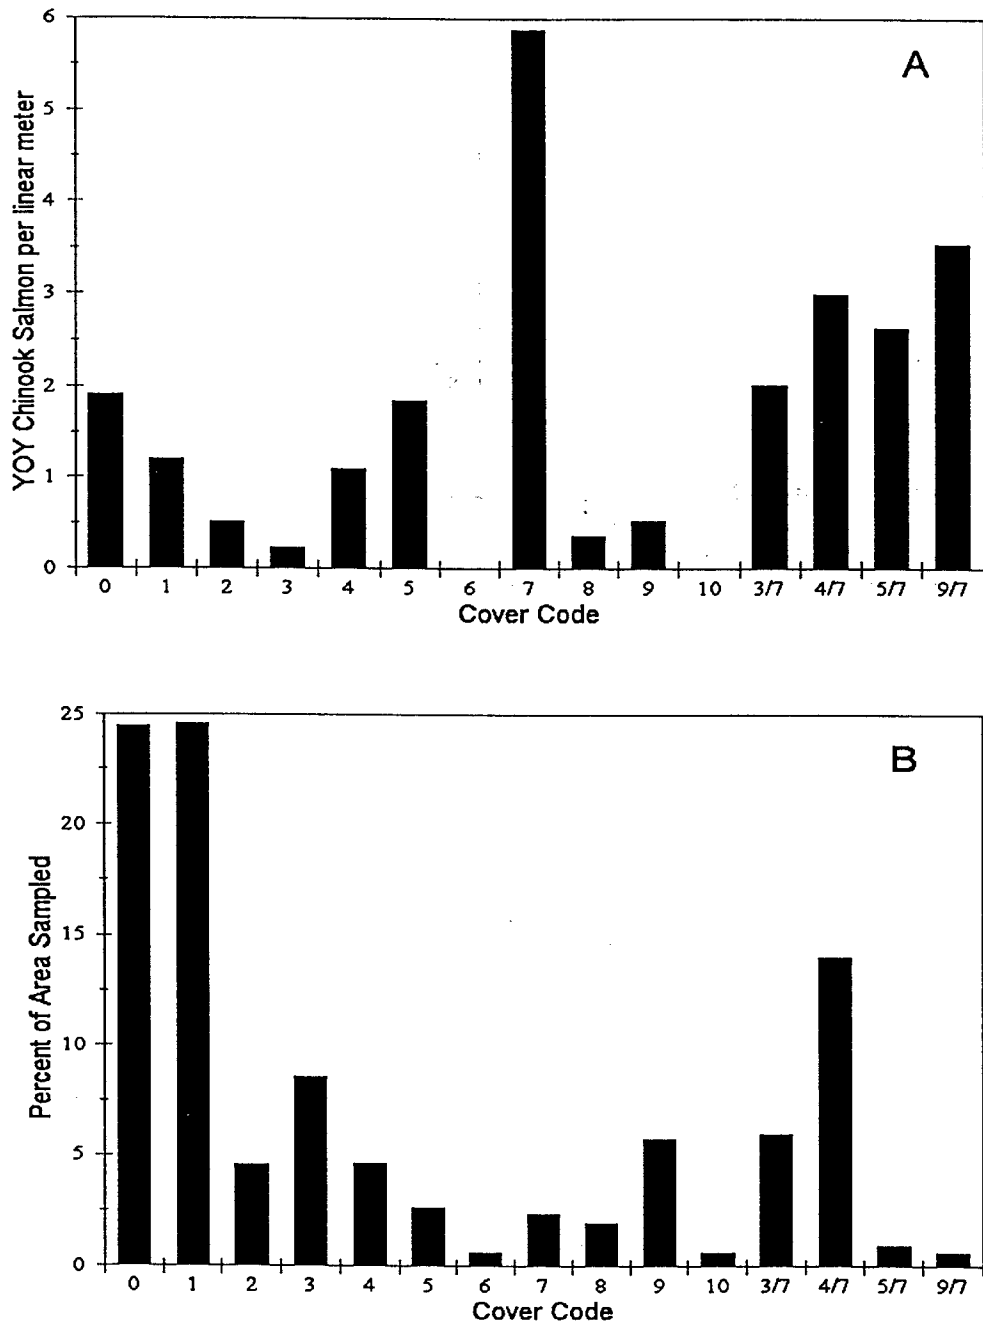 A
YOY Chinook Salmon per linear meter
6
5
4
3
2
1
0
0 1 2 3 4 5 6 7 8 9 10 3/7 4/7 5/7 9/7
Cover Code
B
Percent of Area Sampled
25
20
15
10
5
0
0 1 2 3 4 5 6 7 8 9 10 3/7 4/7 5/7 9/7
Cover Code